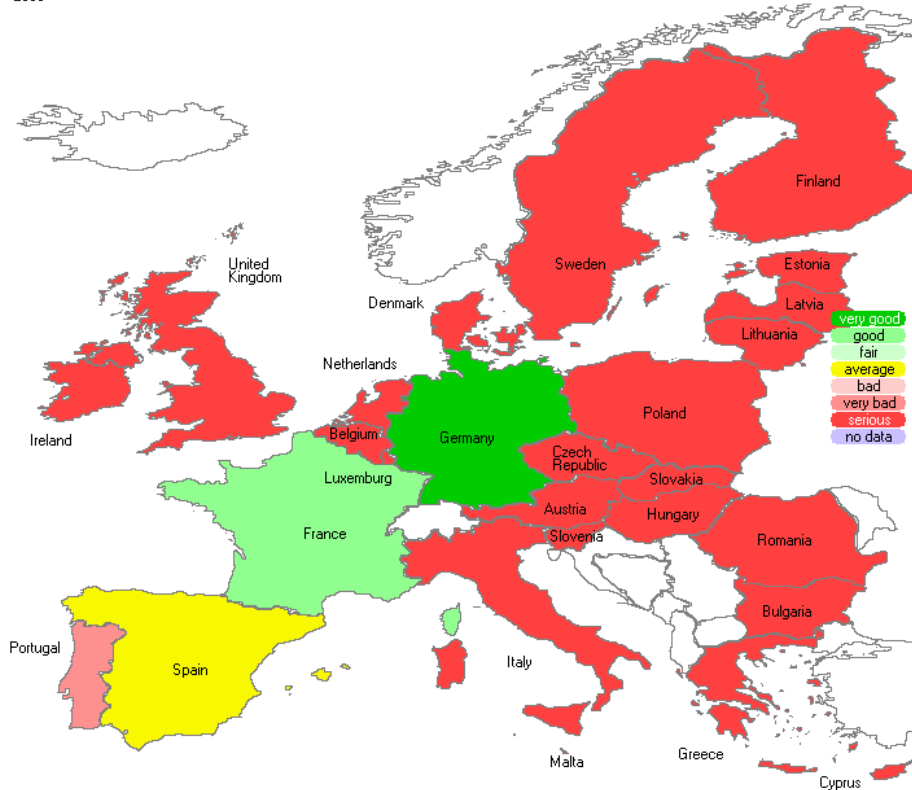 United
Kingdom
Finland
Sweden
Estonia
Denmark
Latvia
very good
good
Lithuania
fair
average
Netherlands
bad
very bad
Poland
serious
Ireland
Belgium
Germany
no data
Czech
Republic
Luxemburg
Slovakia
Austria
Hungary
France
Slovenia
Romania
Bulgaria
Portugal
Spain
Italy
Greece
Malta
Cyprus